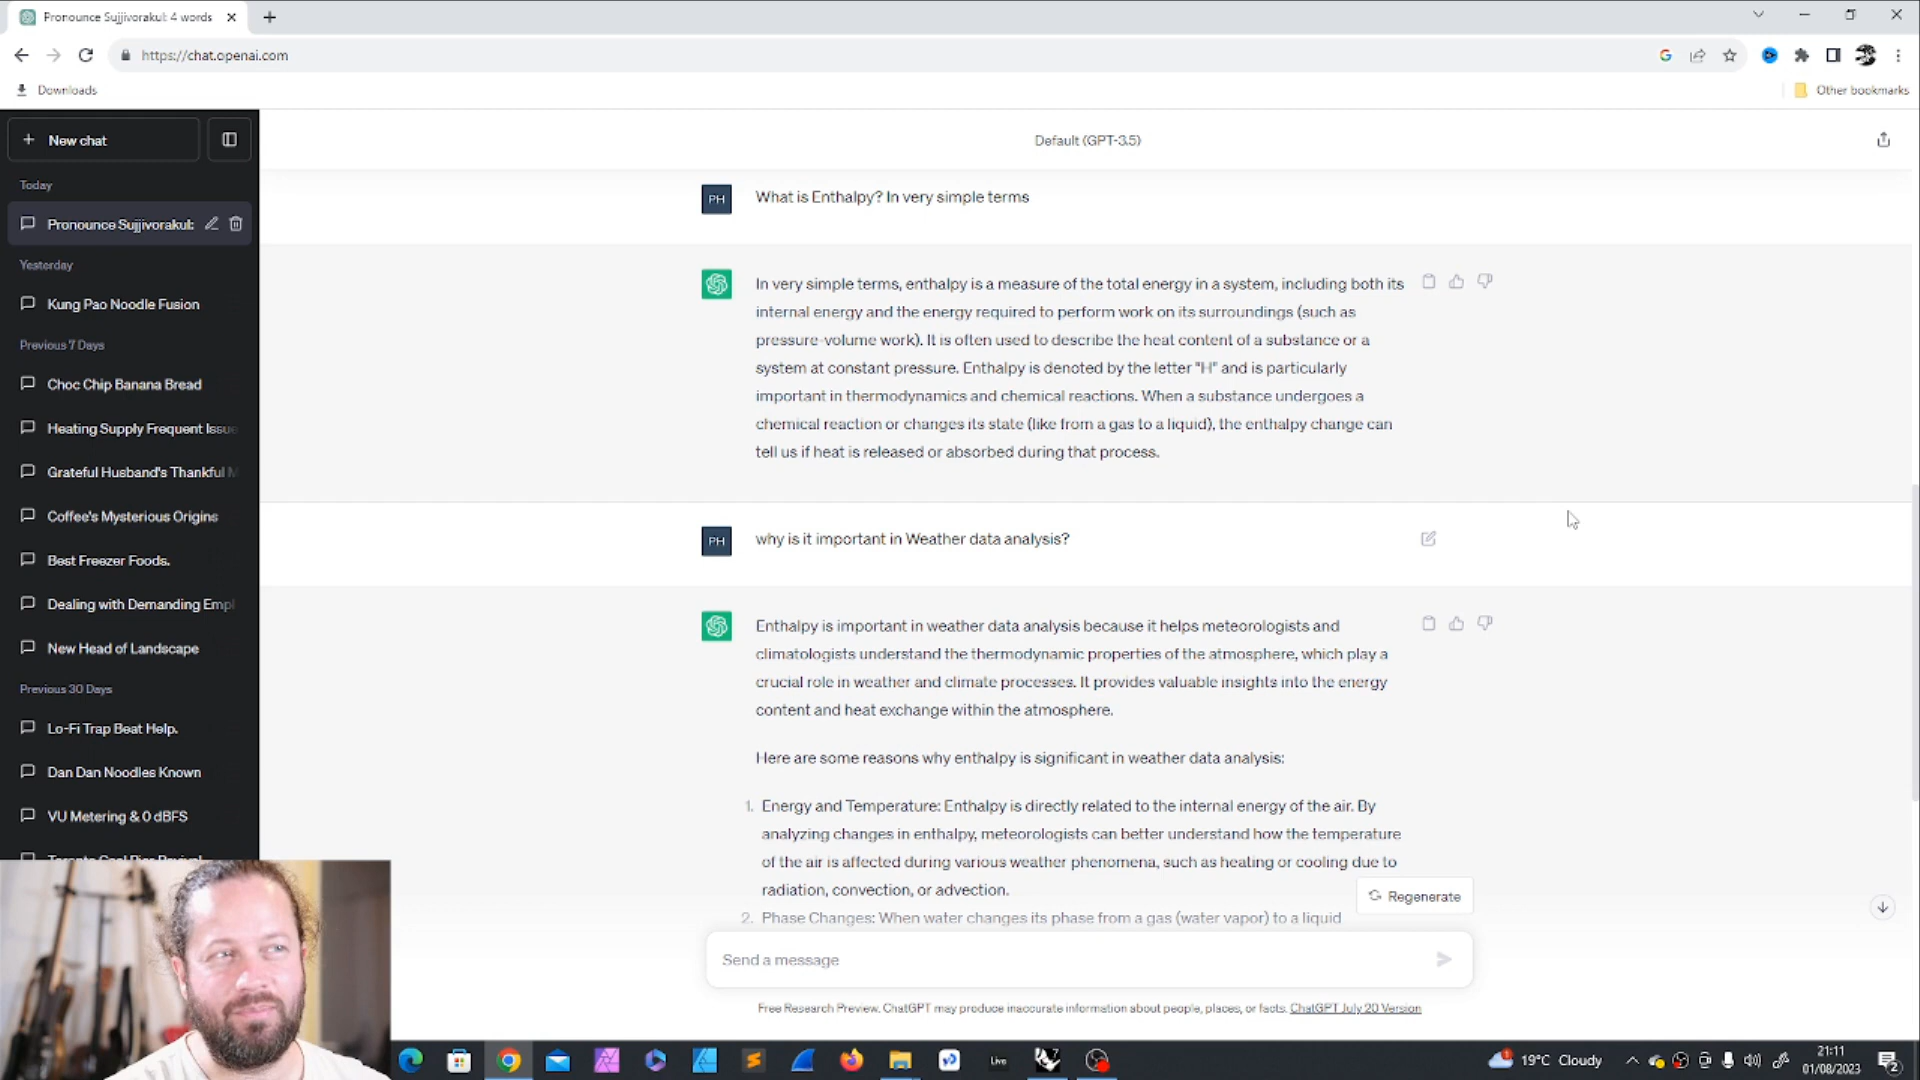 Pronounce Sujjivorakul: 4 words
https://chat.openai.com
Downloads
Other bookmarks
New chat
Default (GPT-3.5)
Today
Pronounce Sujjivorakul:
Yesterday
Kung Pao Noodle Fusion
Previous 7 Days
Choc Chip Banana Bread
Heating Supply Frequent Issue
Grateful Husband's Thankful M
Coffee's Mysterious Origins
Best Freezer Foods.
Dealing with Demanding Empl
New Head of Landscape
Previous 30 Days
Lo-Fi Trap Beat Help.
Dan Dan Noodles Known
VU Metering & 0 dBFS
PH
What is Enthalpy? In very simple terms
In very simple terms, enthalpy is a measure of the total energy in a system, including both its
internal energy and the energy required to perform work on its surroundings (such as
pressure-volume work). It is often used to describe the heat content of a substance or a
system at constant pressure. Enthalpy is denoted by the letter "H" and is particularly
important in thermodynamics and chemical reactions. When a substance undergoes a
chemical reaction or changes its state (like from a gas to a liquid), the enthalpy change can
tell us if heat is released or absorbed during that process.
PH
why is it important in Weather data analysis?
Enthalpy is important in weather data analysis because it helps meteorologists and
climatologists understand the thermodynamic properties of the atmosphere, which play a
crucial role in weather and climate processes. It provides valuable insights into the energy
content and heat exchange within the atmosphere.
Here are some reasons why enthalpy is significant in weather data analysis:
1. Energy and Temperature: Enthalpy is directly related to the internal energy of the air. By
analyzing changes in enthalpy, meteorologists can better understand how the temperature
of the air is affected during various weather phenomena, such as heating or cooling due to
radiation, convection, or advection.
2. Phase Changes: When water changes its phase from a gas (water vapor) to a liquid
Regenerate
Send a message
Free Research Preview. ChatGPT may produce inaccurate information about people, places, or facts. ChatGPT July 20 Version
Live
19°C Cloudy
21:11
01/08/2023
2